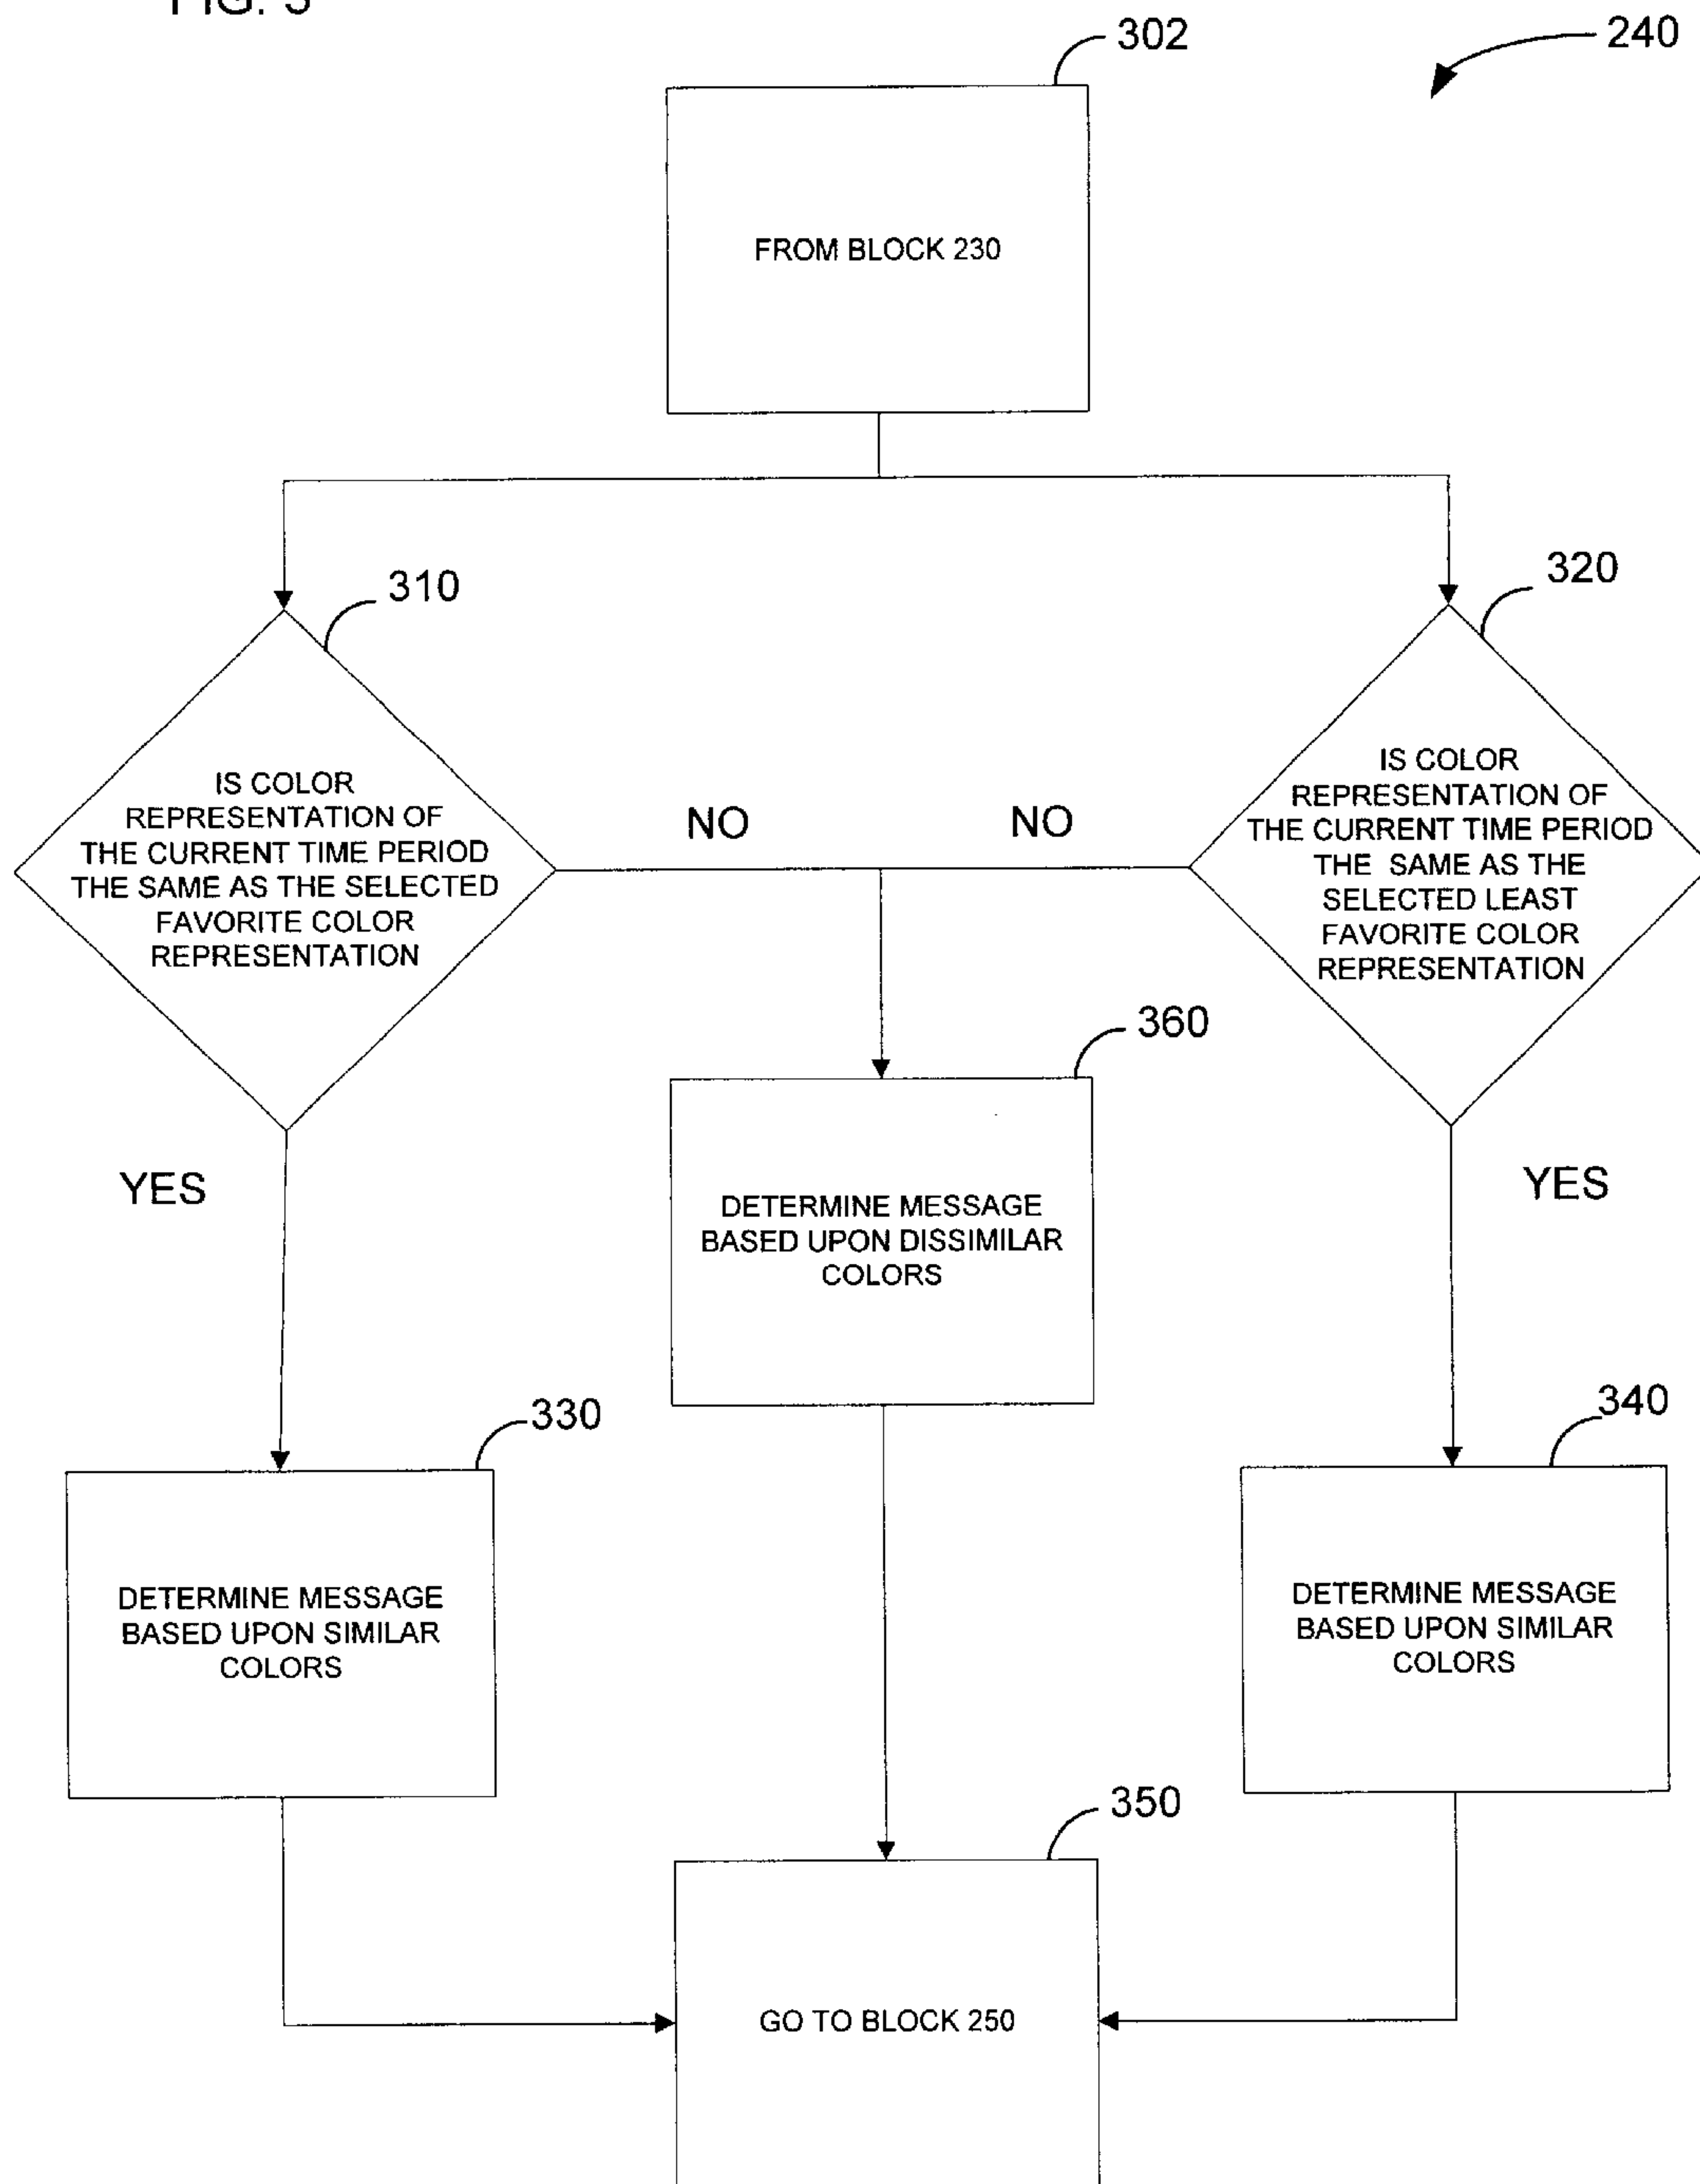 FIG. 3
302
240
FROM BLOCK 230
310
320
IS COLOR
REPRESENTATION OF
THE CURRENT TIME PERIOD
THE SAME AS THE SELECTED
FAVORITE COLOR
REPRESENTATION
NO
NO
IS COLOR
REPRESENTATION OF
THE CURRENT TIME PERIOD
THE SAME AS THE
SELECTED LEAST
FAVORITE COLOR
REPRESENTATION
360
YES
DETERMINE MESSAGE
BASED UPON DISSIMILAR
COLORS
YES
330
340
DETERMINE MESSAGE
BASED UPON SIMILAR
COLORS
DETERMINE MESSAGE
BASED UPON SIMILAR
COLORS
350
GO TO BLOCK 250